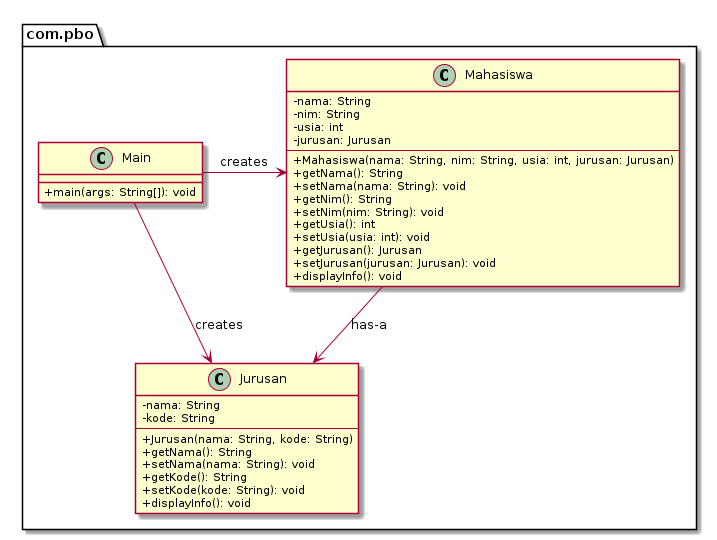 com.pbo
C Mahasiswa
-nama: String
-nim: String
-usia: int
-jurusan: Jurusan
+Mahasiswa(nama: String, nim: String, usia: int, jurusan: Jurusan)
+getNama(): String
+setNama(nama: String): void
+getNim(): String
+setNim(nim: String): void
+getUsia(): int
+setUsia(usia: int): void
+getJurusan(): Jurusan
+setJurusan(jurusan: Jurusan): void
+displayInfo(): void
C Main
+main(args: String[]): void
creates
creates
has-a
C Jurusan
-nama: String
-kode: String
+Jurusan(nama: String, kode: String)
+getNama(): String
+setNama(nama: String): void
+getKode(): String
+setKode(kode: String): void
+displayInfo(): void